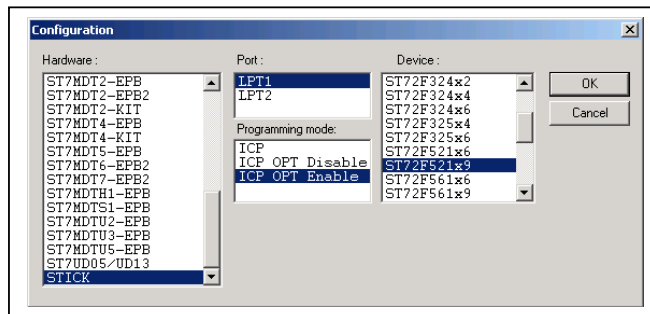 Configuration
Hardware :
ST7MDT2-EPB
ST7MDT2-EPB2
ST7MDT2-KIT
ST7MDT4-EPB
ST7MDT4-KIT
ST7MDT5-EPB
ST7MDT6-EPB2
ST7MDT7-EPB2
ST7MDTH1-EPB
ST7MDTS1-EPB
ST7MDTU2-EPB
ST7MDTU3-EPB
ST7MDTU5-EPB
ST7UD05/UD13
STICK
Port :
LPT1
LPT2
Programming mode:
ICP
ICP OPT Disable
ICP OPT Enable
Device :
ST72F324x2
ST72F324x4
ST72F324x6
ST72F325x4
ST72F325x6
ST72F521x6
ST72F521x9
ST72F561x6
ST72F561x9
OK
Cancel